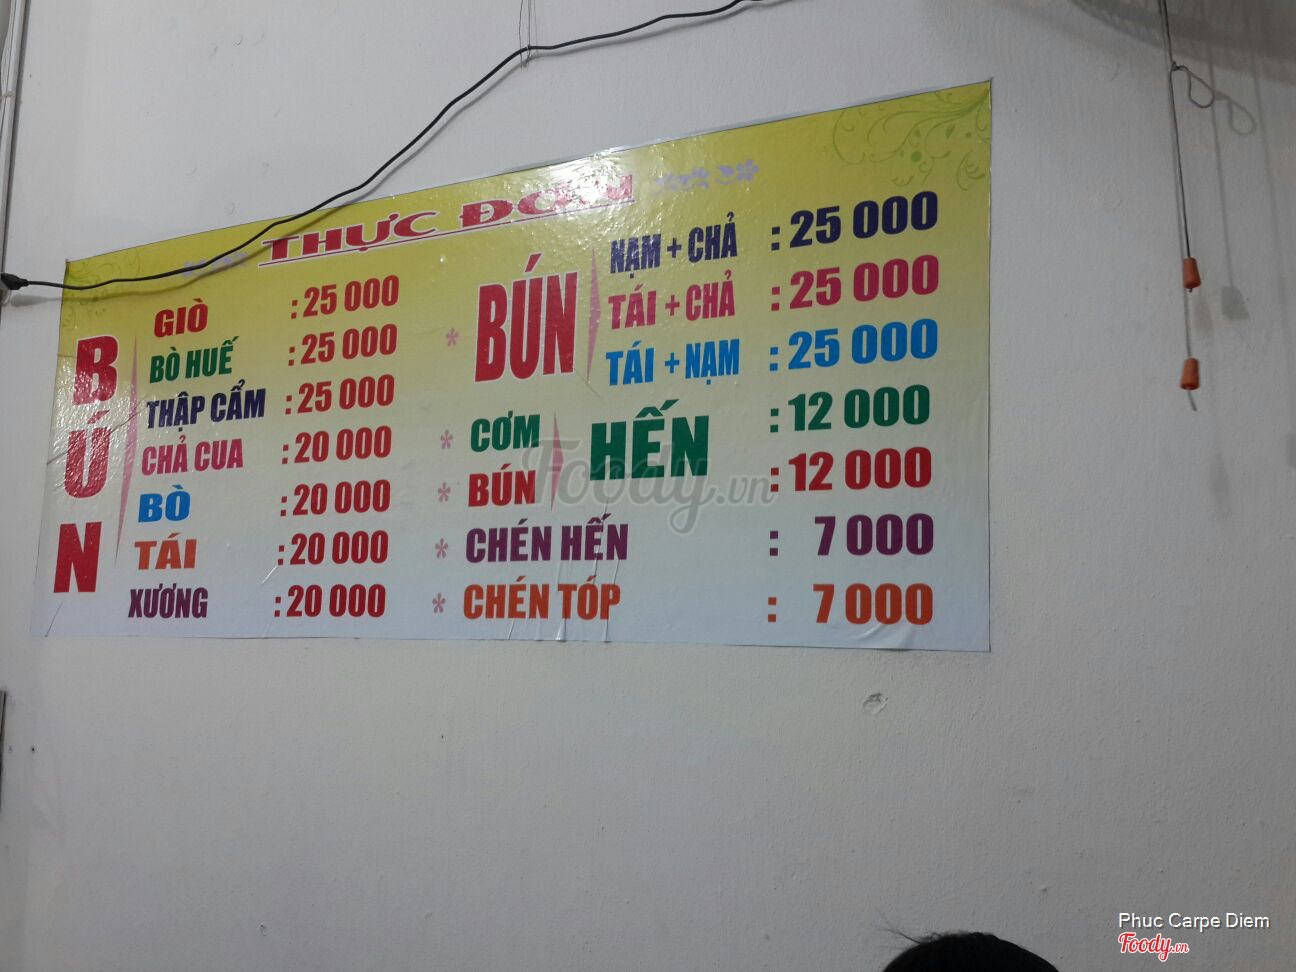 THỰC ĐƠN
BÚN
GIÒ : 25 000
BÒ HUẾ : 25 000
THẬP CẨM : 25 000
CHẢ CUA : 20 000
BÒ : 20 000
TÁI : 20 000
XƯƠNG : 20 000
* BÚN
NẠM + CHẢ : 25 000
TÁI + CHẢ : 25 000
TÁI + NẠM : 25 000
* CƠM HẾN : 12 000
* BÚN : 12 000
* CHÉN HẾN : 7 000
* CHÉN TÓP : 7 000
Foody.vn
Phuc Carpe Diem
Foody.vn